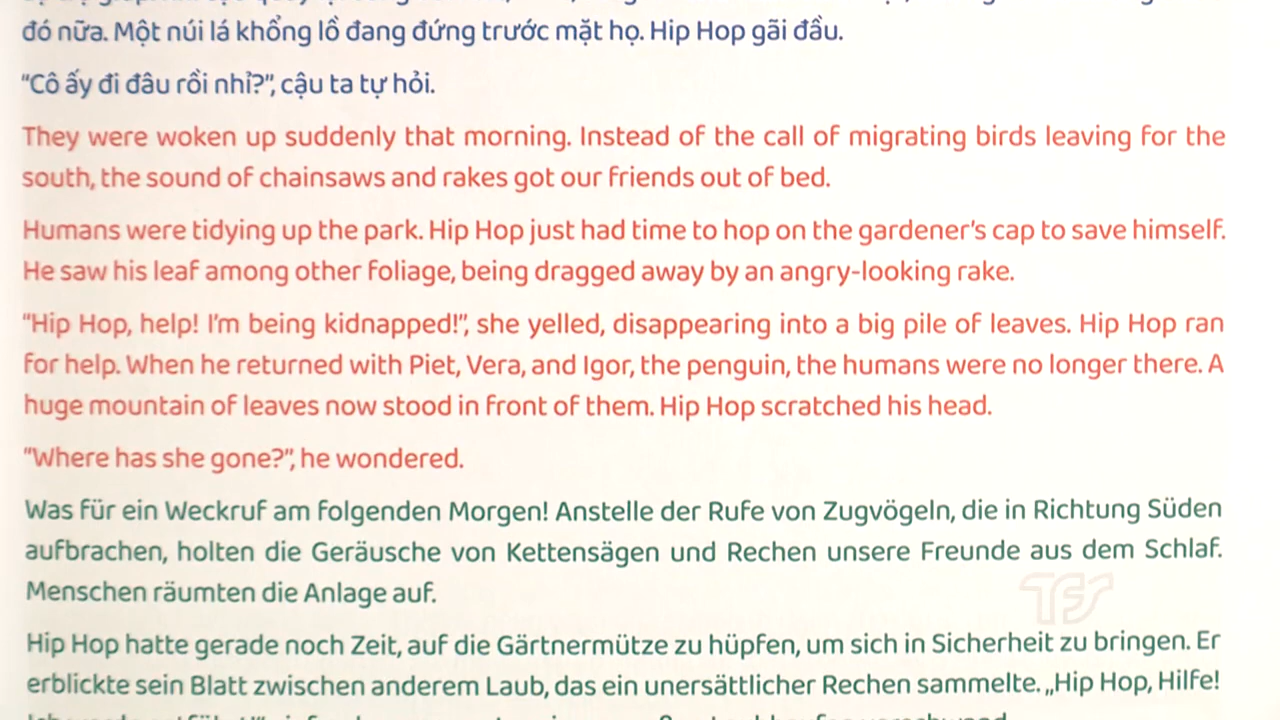 đó nữa. Một núi lá khổng lồ đang đứng trước mặt họ. Hip Hop gãi đầu.
“Cô ấy đi đâu rồi nhỉ?”, cậu ta tự hỏi.
They were woken up suddenly that morning. Instead of the call of migrating birds leaving for the
south, the sound of chainsaws and rakes got our friends out of bed.
Humans were tidying up the park. Hip Hop just had time to hop on the gardener’s cap to save himself.
He saw his leaf among other foliage, being dragged away by an angry-looking rake.
“Hip Hop, help! I’m being kidnapped!”, she yelled, disappearing into a big pile of leaves. Hip Hop ran
for help. When he returned with Piet, Vera, and Igor, the penguin, the humans were no longer there. A
huge mountain of leaves now stood in front of them. Hip Hop scratched his head.
“Where has she gone?”, he wondered.
Was für ein Weckruf am folgenden Morgen! Anstelle der Rufe von Zugvögeln, die in Richtung Süden
aufbrachen, holten die Geräusche von Kettensägen und Rechen unsere Freunde aus dem Schlaf.
Menschen räumten die Anlage auf.
TFS
Hip Hop hatte gerade noch Zeit, auf die Gärtnermütze zu hüpfen, um sich in Sicherheit zu bringen. Er
erblickte sein Blatt zwischen anderem Laub, das ein unersättlicher Rechen sammelte. „Hip Hop, Hilfe!